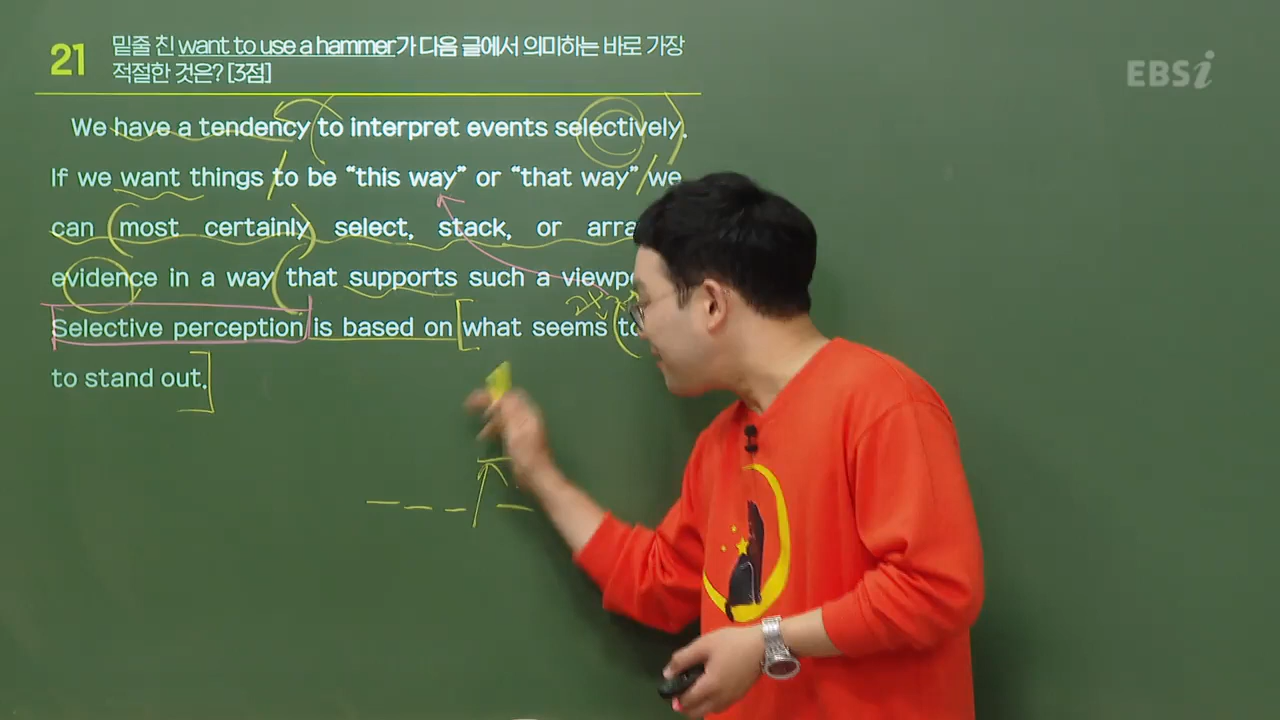 21 밑줄 친 want to use a hammer가 다음 글에서 의미하는 바로 가장
적절한 것은? [3점]
EBSi
We have a tendency to interpret events selectively.
If we want things to be “this way” or “that way” we
can most certainly select, stack, or
evidence in a way that supports such a
Selective perception is based on what seems to
to stand out.